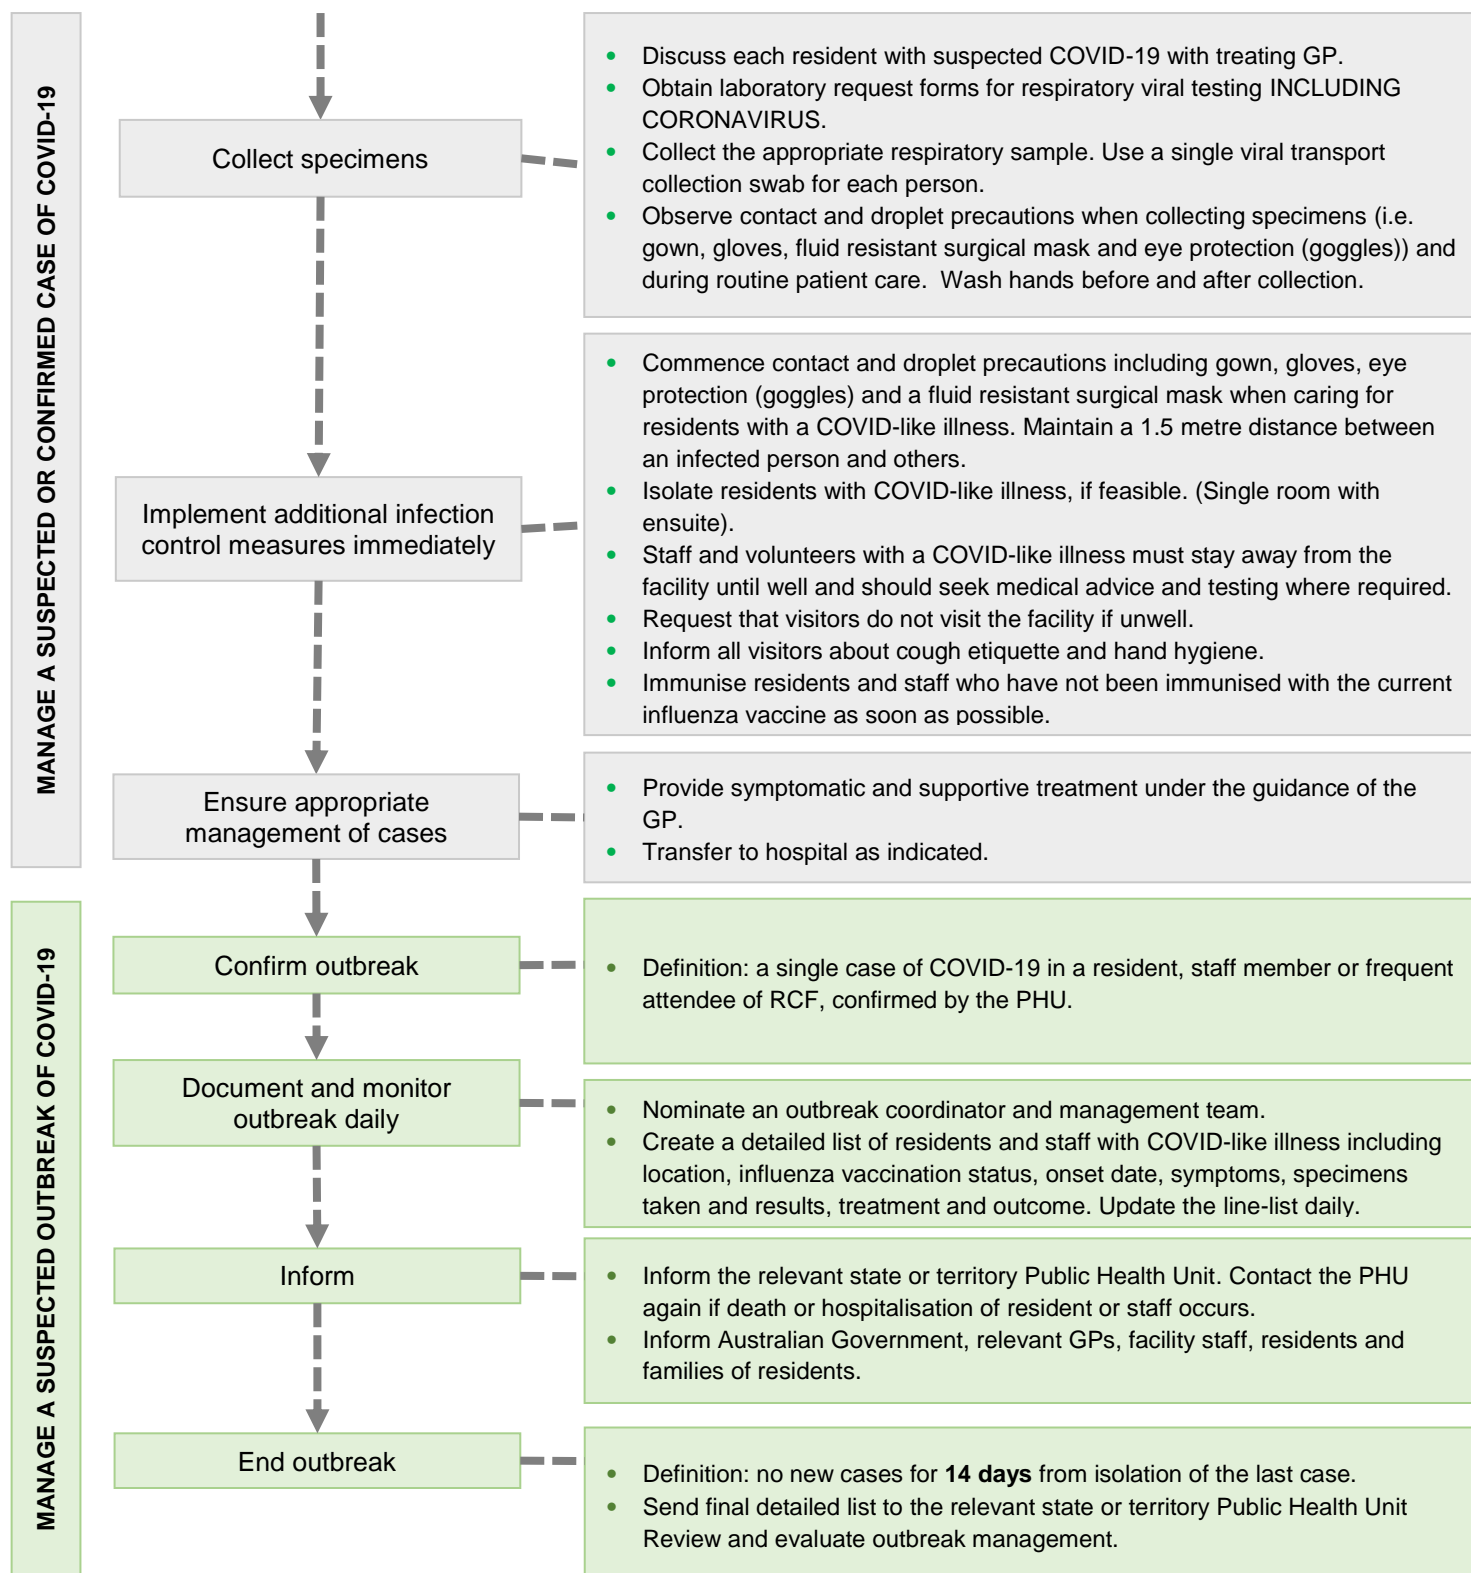 MANAGE A SUSPECTED OR CONFIRMED CASE OF COVID-19
Collect specimens
• Discuss each resident with suspected COVID-19 with treating GP.
• Obtain laboratory request forms for respiratory viral testing INCLUDING
CORONAVIRUS.
• Collect the appropriate respiratory sample. Use a single viral transport
collection swab for each person.
• Observe contact and droplet precautions when collecting specimens (i.e.
gown, gloves, fluid resistant surgical mask and eye protection (goggles)) and
during routine patient care.  Wash hands before and after collection.
Implement additional infection
control measures immediately
• Commence contact and droplet precautions including gown, gloves, eye
protection (goggles) and a fluid resistant surgical mask when caring for
residents with a COVID-like illness. Maintain a 1.5 metre distance between
an infected person and others.
• Isolate residents with COVID-like illness, if feasible. (Single room with
ensuite).
• Staff and volunteers with a COVID-like illness must stay away from the
facility until well and should seek medical advice and testing where required.
• Request that visitors do not visit the facility if unwell.
• Inform all visitors about cough etiquette and hand hygiene.
• Immunise residents and staff who have not been immunised with the current
influenza vaccine as soon as possible.
Ensure appropriate
management of cases
• Provide symptomatic and supportive treatment under the guidance of the
GP.
• Transfer to hospital as indicated.
MANAGE A SUSPECTED OUTBREAK OF COVID-19
Confirm outbreak
• Definition: a single case of COVID-19 in a resident, staff member or frequent
attendee of RCF, confirmed by the PHU.
Document and monitor
outbreak daily
• Nominate an outbreak coordinator and management team.
• Create a detailed list of residents and staff with COVID-like illness including
location, influenza vaccination status, onset date, symptoms, specimens
taken and results, treatment and outcome. Update the line-list daily.
Inform
• Inform the relevant state or territory Public Health Unit. Contact the PHU
again if death or hospitalisation of resident or staff occurs.
• Inform Australian Government, relevant GPs, facility staff, residents and
families of residents.
End outbreak
• Definition: no new cases for 14 days from isolation of the last case.
• Send final detailed list to the relevant state or territory Public Health Unit
Review and evaluate outbreak management.